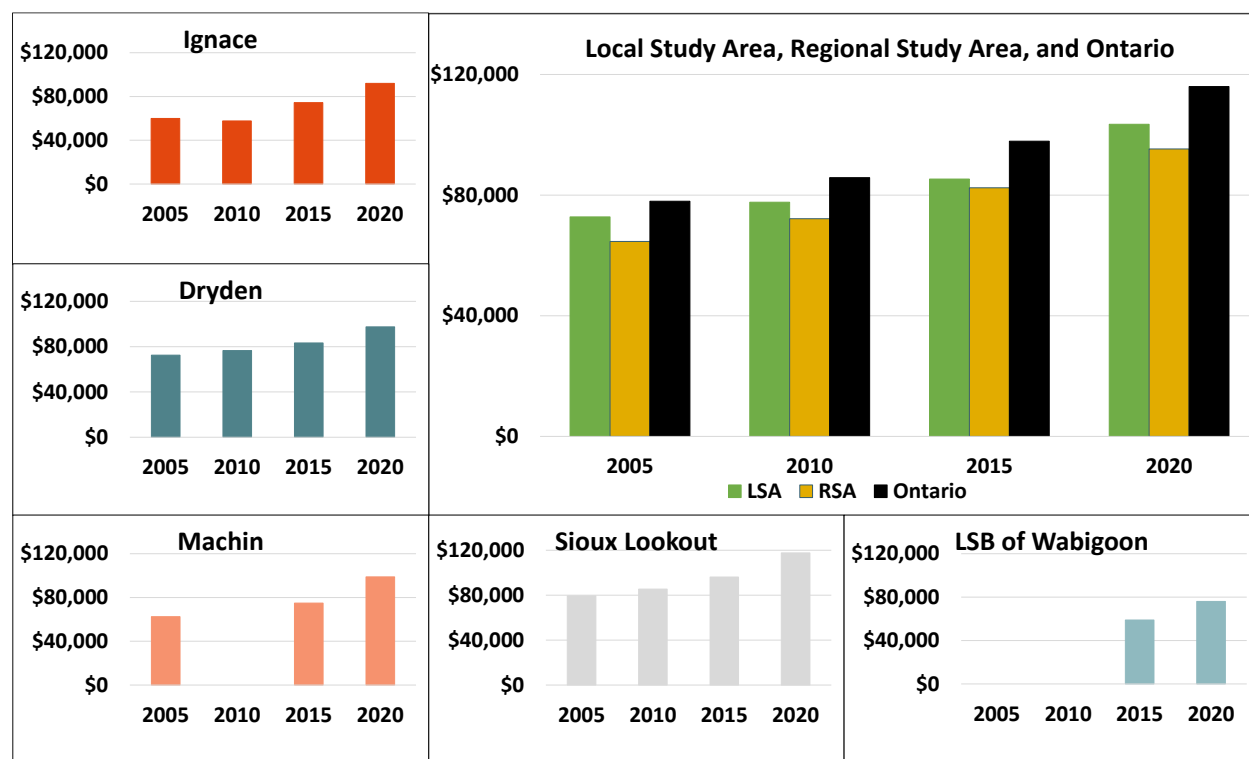 Ignace
$120,000
$80,000
$40,000
$0
2005 2010 2015 2020
Local Study Area, Regional Study Area, and Ontario
$120,000
$80,000
$40,000
$0
2005 2010 2015 2020
LSA RSA Ontario
Dryden
$120,000
$80,000
$40,000
$0
2005 2010 2015 2020
Machin
$120,000
$80,000
$40,000
$0
2005 2010 2015 2020
Sioux Lookout
$120,000
$80,000
$40,000
$0
2005 2010 2015 2020
LSB of Wabigoon
$120,000
$80,000
$40,000
$0
2005 2010 2015 2020